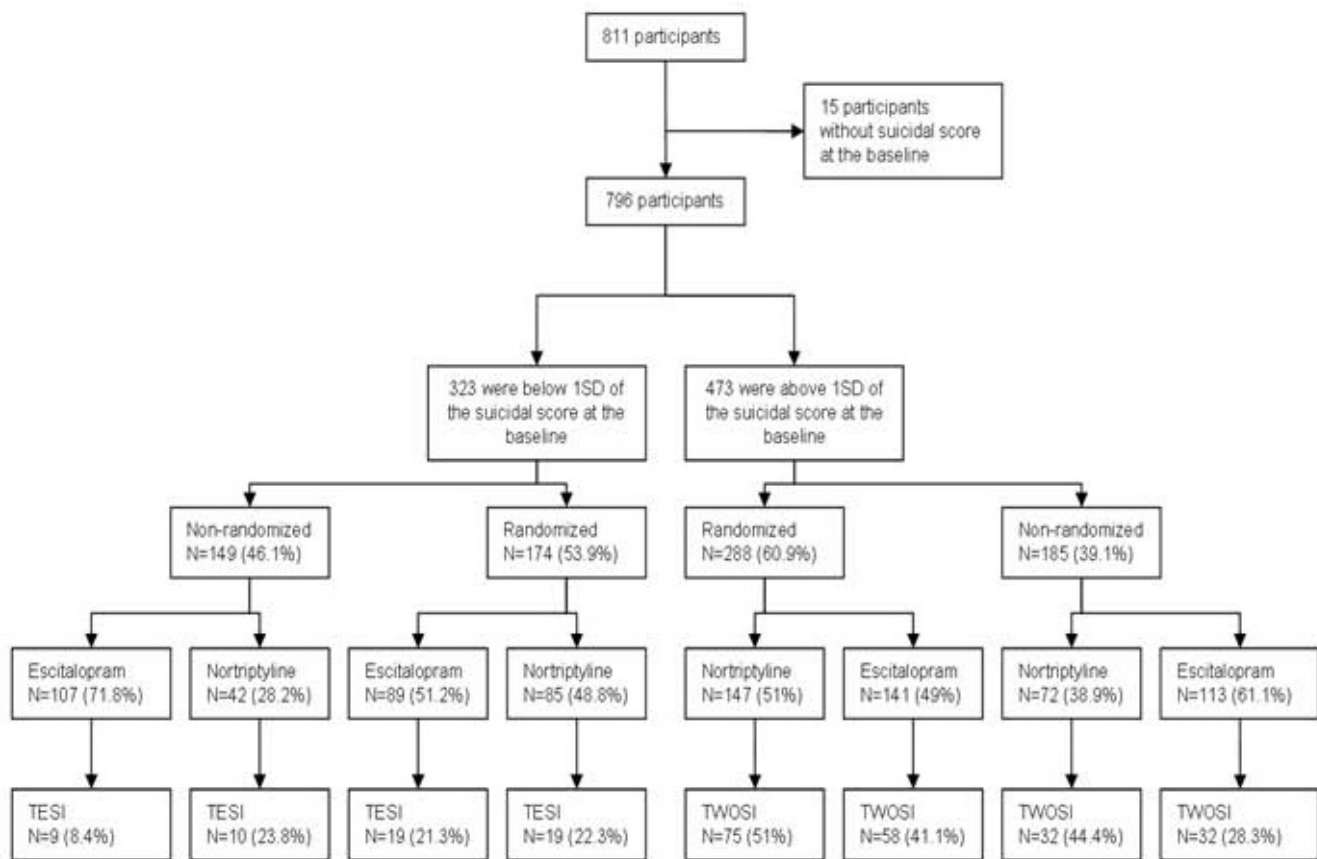 811 participants
15 participants
without suicidal score
at the baseline
796 participants
323 were below 1SD of
the suicidal score at the
baseline
473 were above 1SD of
the suicidal score at the
baseline
Non-randomized
N=149 (46.1%)
Randomized
N=174 (53.9%)
Randomized
N=288 (60.9%)
Non-randomized
N=185 (39.1%)
Escitalopram
N=107 (71.8%)
Nortriptyline
N=42 (28.2%)
Escitalopram
N=89 (51.2%)
Nortriptyline
N=85 (48.8%)
Nortriptyline
N=147 (51%)
Escitalopram
N=141 (49%)
Nortriptyline
N=72 (38.9%)
Escitalopram
N=113 (61.1%)
TESI
N=9 (8.4%)
TESI
N=10 (23.8%)
TESI
N=19 (21.3%)
TESI
N=19 (22.3%)
TWOSI
N=75 (51%)
TWOSI
N=58 (41.1%)
TWOSI
N=32 (44.4%)
TWOSI
N=32 (28.3%)